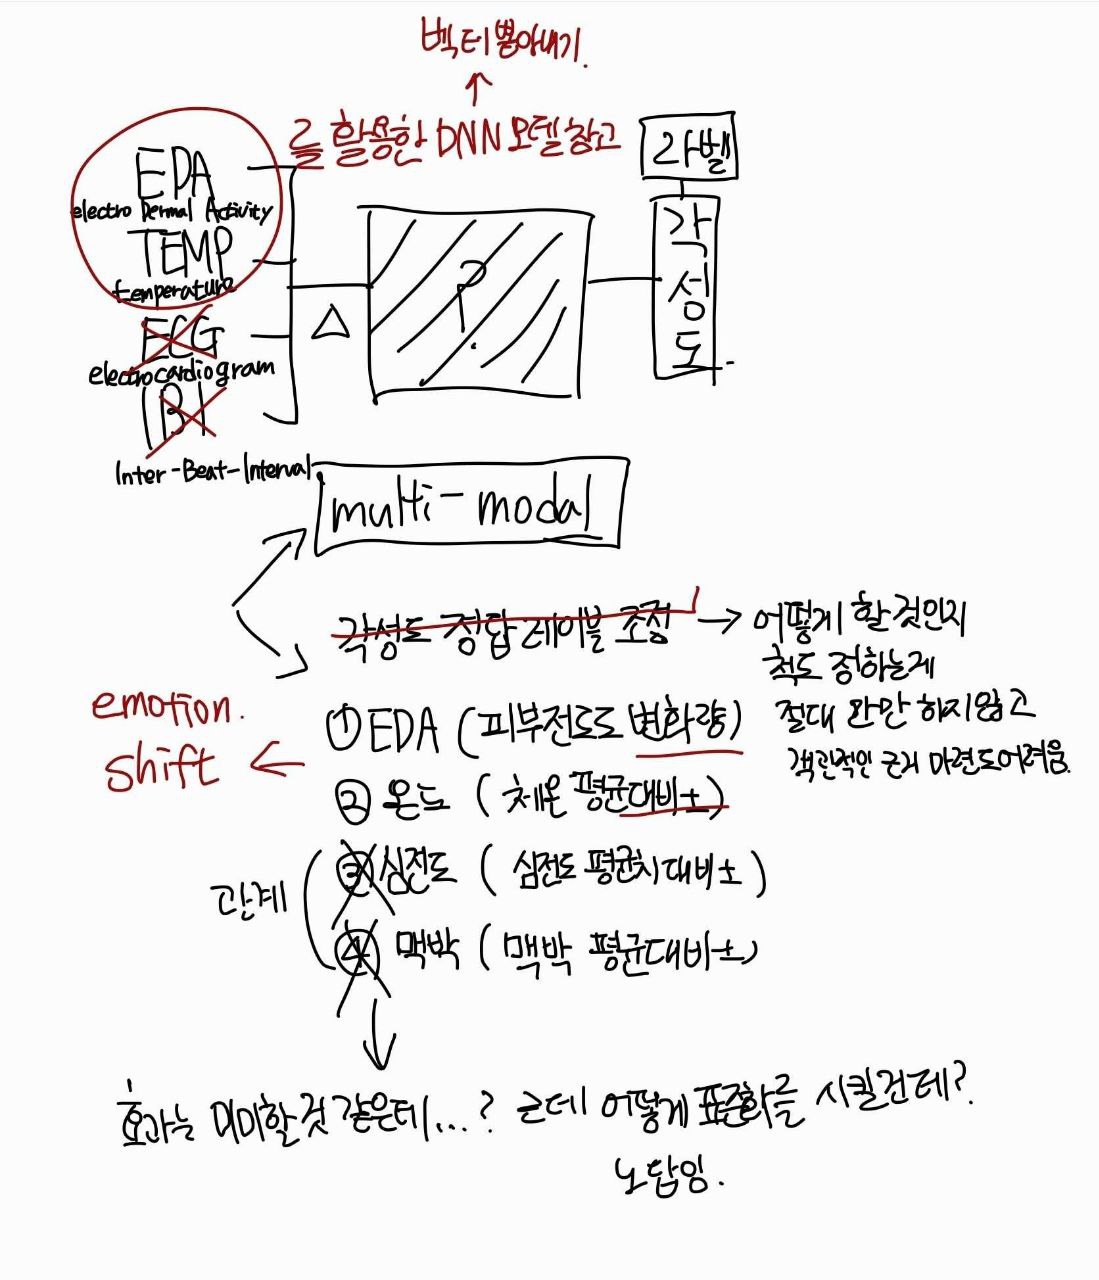 벡터뽑아내기.
를 활용한 DNN 모델참고
라벨
EDA
electro Dermal Activity
TEMP
temperature
ECG
electrocardiogram
IBI
Inter-Beat-Interval
△
?
각성도
multi-modal
각성도 정답 레이블 조정 → 어떻게 할 것인지
척도 정하는게
절대 완만 하지않고
객관적인 근거 마련도어려움.
emotion.
shift ←
① EDA (피부전도도 변화량)
② 온도 (체온 평균대비±)
관계
③ 심전도 (심전도 평균치대비±)
④ 맥박 (맥박 평균대비±)
효과는 미미할것 같은데...? 근데 어떻게 표준화를 시킬건데?
노답임.